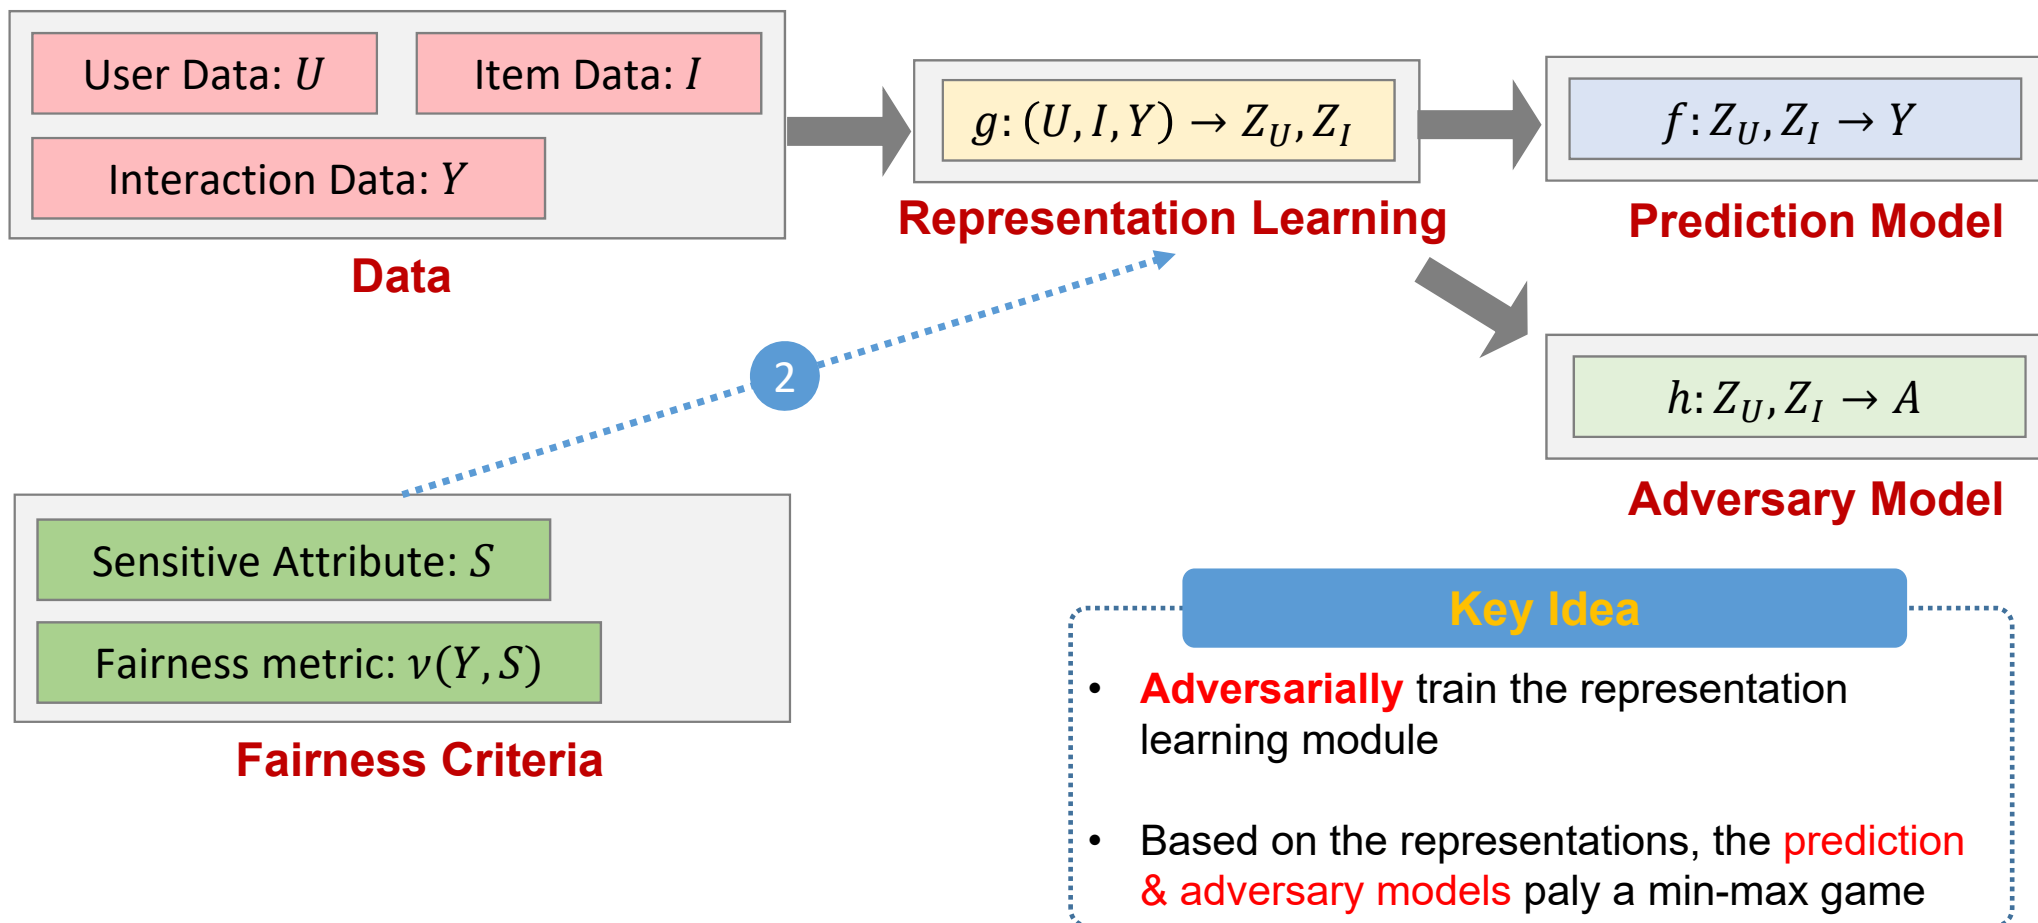 User Data: U
Item Data: I
Interaction Data: Y
Data
g: (U, I, Y) → Z_U, Z_I
Representation Learning
f: Z_U, Z_I → Y
Prediction Model
h: Z_U, Z_I → A
Adversary Model
2
Sensitive Attribute: S
Fairness metric: ν(Y, S)
Fairness Criteria
Key Idea
• Adversarially train the representation
learning module
• Based on the representations, the prediction
& adversary models paly a min-max game